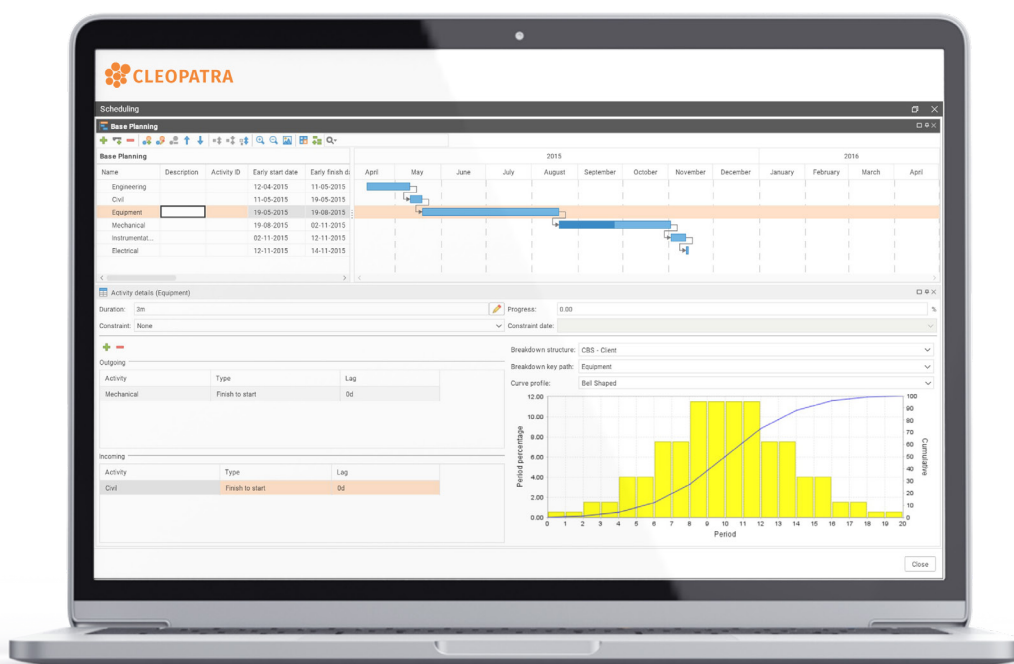 CLEOPATRA
Scheduling
Base Planning
Base Planning
2015 2016
Name Description Activity ID Early start date Early finish da April May June July August September October November December January February March April
Engineering 12-04-2015 11-05-2015
Civil 11-05-2015 19-05-2015
Equipment 19-05-2015 19-08-2015
Mechanical 19-08-2015 02-11-2015
Instrumentat... 02-11-2015 12-11-2015
Electrical 12-11-2015 14-11-2015
Activity details (Equipment)
Duration: 3m Progress: 0.00 %
Constraint: None Constraint date:
Outgoing
Activity Type Lag
Mechanical Finish to start 0d
Incoming
Activity Type Lag
Civil Finish to start 0d
Breakdown structure: CBS - Client
Breakdown key path: Equipment
Curve profile: Bell Shaped
Period percentage
12.00
10.00
8.00
6.00
4.00
2.00
0.00
100
90
80
70
60
50
40
30
20
10
0
Cumulative
0 1 2 3 4 5 6 7 8 9 10 11 12 13 14 15 16 17 18 19 20
Period
Close